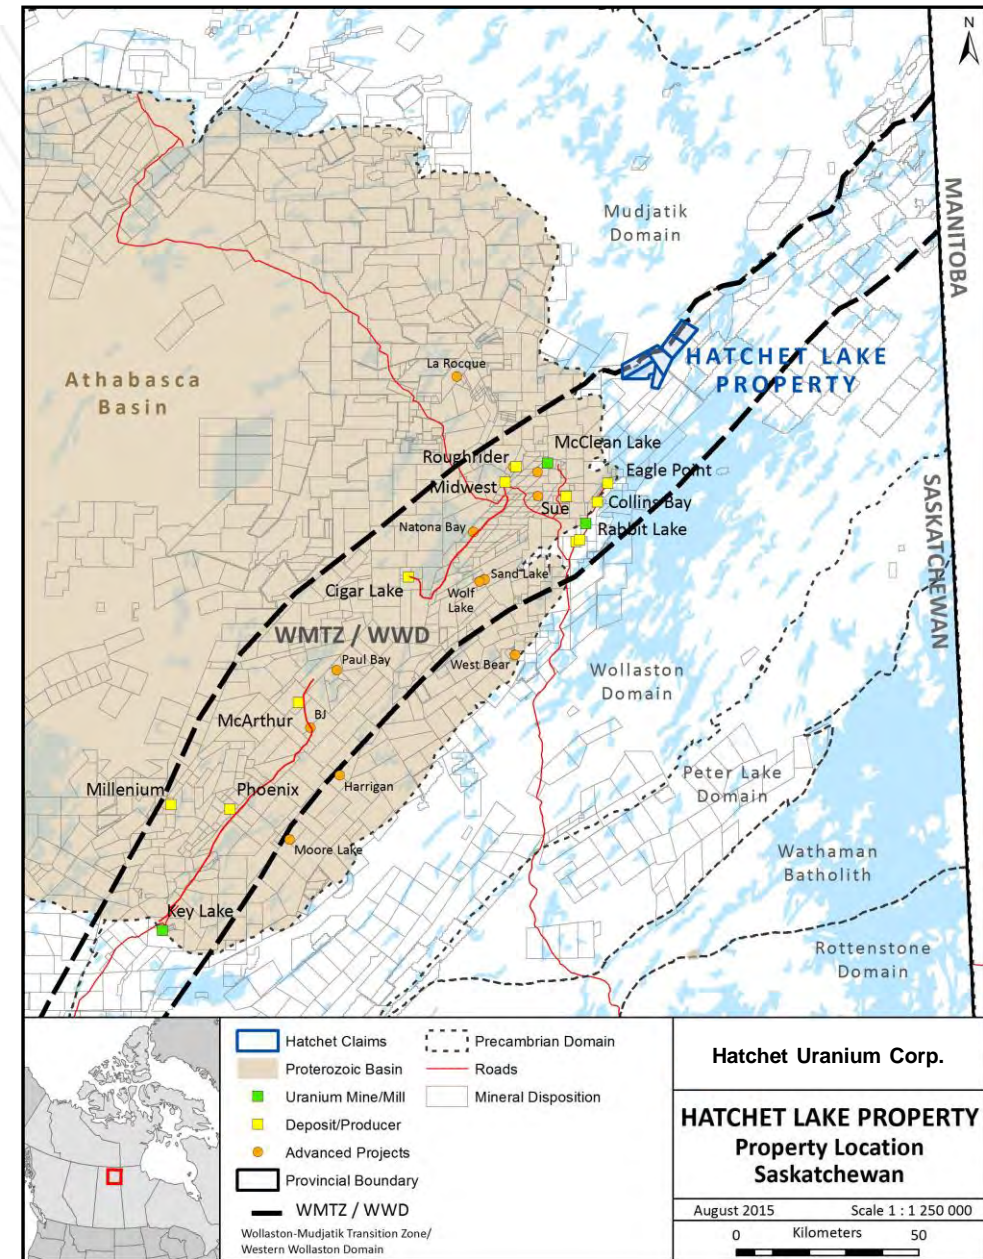 N
Mudjatik
Domain
MANITOBA
HATCHET LAKE
PROPERTY
La Rocque
Athabasca
Basin
McClean Lake
Roughrider
Eagle Point
Midwest
Sue
Collins Bay
SASKATCHEWAN
Natona Bay
Rabbit Lake
Cigar Lake
Sand Lake
Wolf
Lake
WMTZ / WWD
Paul Bay
West Bear
Wollaston
Domain
McArthur
BJ
Millenium
Phoenix
Harrigan
Peter Lake
Domain
Moore Lake
Wathaman
Batholith
Key Lake
Rottenstone
Domain
Hatchet Claims
Proterozoic Basin
Uranium Mine/Mill
Deposit/Producer
Advanced Projects
Provincial Boundary
WMTZ / WWD
Wollaston-Mudjatik Transition Zone/
Western Wollaston Domain
Precambrian Domain
Roads
Mineral Disposition
Hatchet Uranium Corp.
HATCHET LAKE PROPERTY
Property Location
Saskatchewan
August 2015 Scale 1 : 1 250 000
0 Kilometers 50